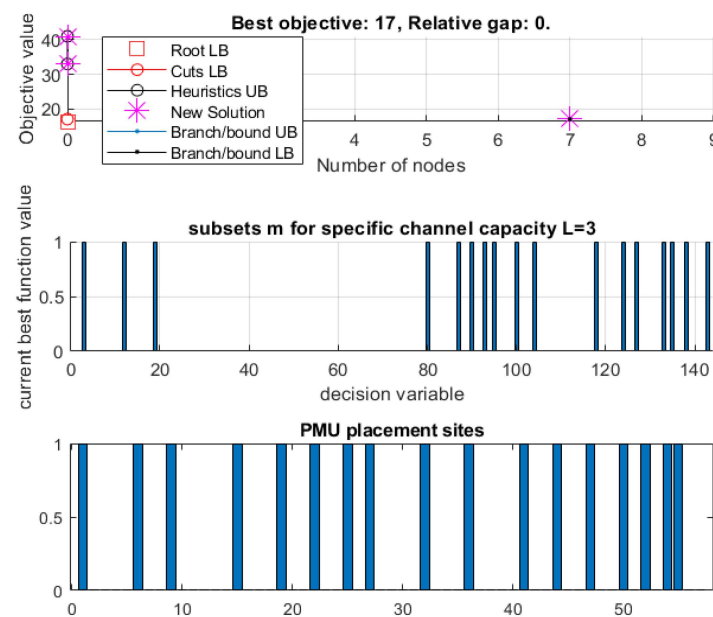 Best objective: 17, Relative gap: 0.
Objective value
40
30
20
Root LB
Cuts LB
Heuristics UB
New Solution
Branch/bound UB
Branch/bound LB
0 4 5 6 7 8 9
Number of nodes
subsets m for specific channel capacity L=3
current best function value
1
0.5
0
0 20 40 60 80 100 120 140
decision variable
PMU placement sites
1
0.5
0
0 10 20 30 40 50